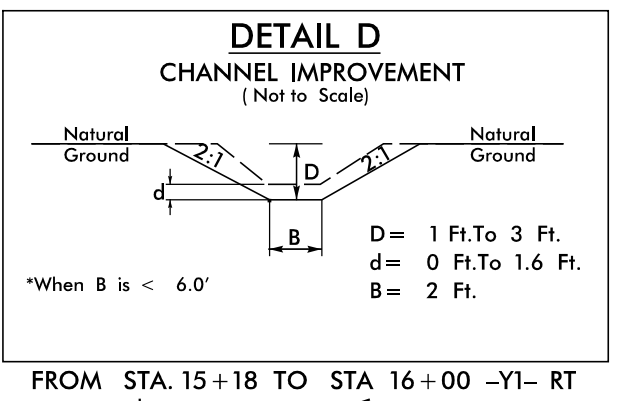 DETAIL D
CHANNEL IMPROVEMENT
( Not to Scale)
Natural Ground
Natural Ground
2:1
2:1
D
d
B
D= 1 Ft.To 3 Ft.
d= 0 Ft.To 1.6 Ft.
B= 2 Ft.
*When B is < 6.0'
FROM STA. 15+18 TO STA 16+00 -Y1- RT